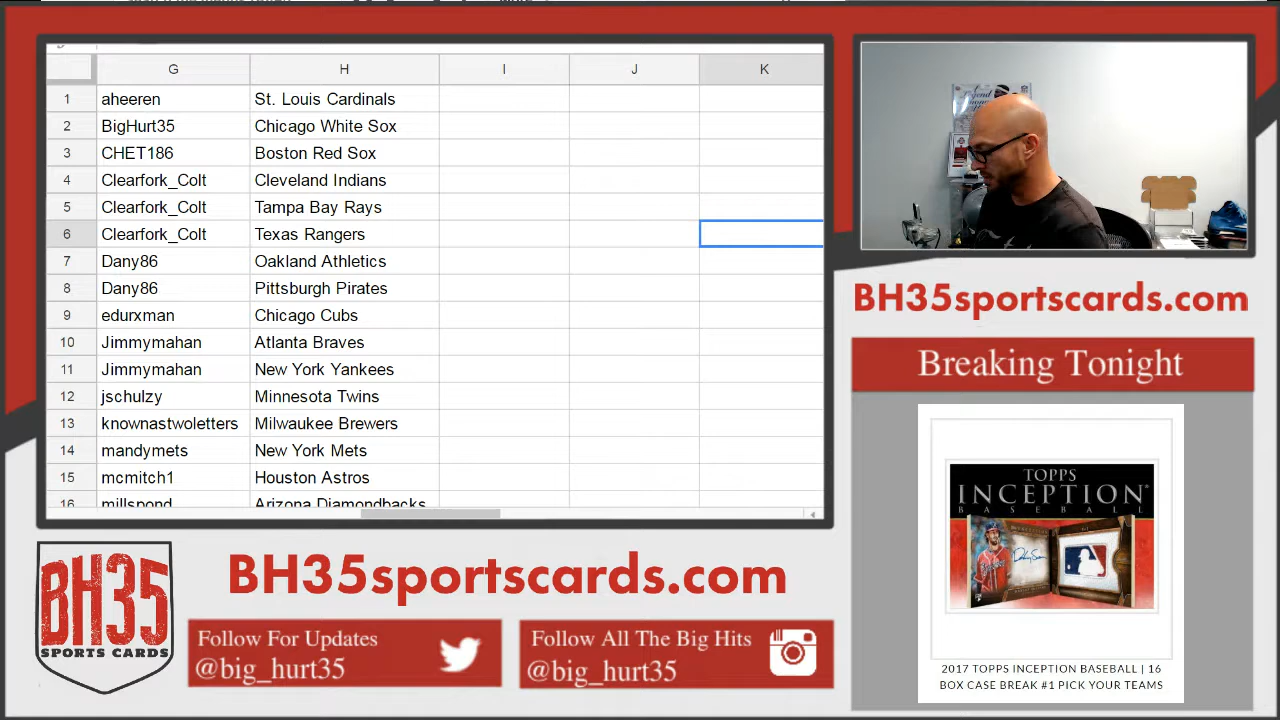 G H I J K
1 aheeren St. Louis Cardinals
2 BigHurt35 Chicago White Sox
3 CHET186 Boston Red Sox
4 Clearfork_Colt Cleveland Indians
5 Clearfork_Colt Tampa Bay Rays
6 Clearfork_Colt Texas Rangers
7 Dany86 Oakland Athletics
8 Dany86 Pittsburgh Pirates
9 edurxman Chicago Cubs
10 Jimmymahan Atlanta Braves
11 Jimmymahan New York Yankees
12 jschulzy Minnesota Twins
13 knownastwoletters Milwaukee Brewers
14 mandymets New York Mets
15 mcmitch1 Houston Astros
16 millspond Arizona Diamondbacks
BH35sportscards.com
Breaking Tonight
TOPPS
INCEPTION
BASEBALL
2017 TOPPS INCEPTION BASEBALL | 16
BOX CASE BREAK #1 PICK YOUR TEAMS
BH35
SPORTS CARDS
BH35sportscards.com
Follow For Updates
@big_hurt35
Follow All The Big Hits
@big_hurt35